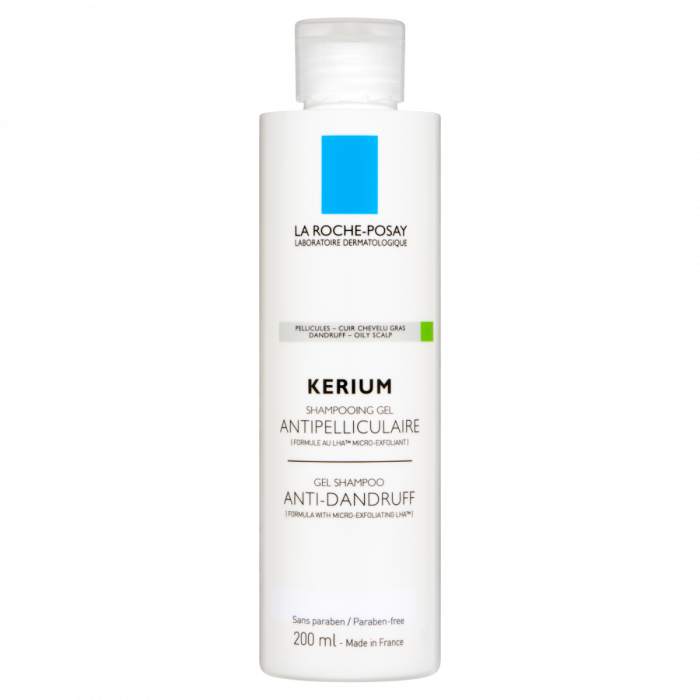 LA ROCHE-POSAY
LABORATOIRE DERMATOLOGIQUE
PELLICULES – CUIR CHEVELU GRAS
DANDRUFF – OILY SCALP
KERIUM
SHAMPOOING GEL
ANTIPELLICULAIRE
[ FORMULE AU LHA™ MICRO-EXFOLIANT ]
GEL SHAMPOO
ANTI-DANDRUFF
[ FORMULA WITH MICRO-EXFOLIATING LHA™ ]
Sans paraben / Paraben-free
200 ml - Made in France